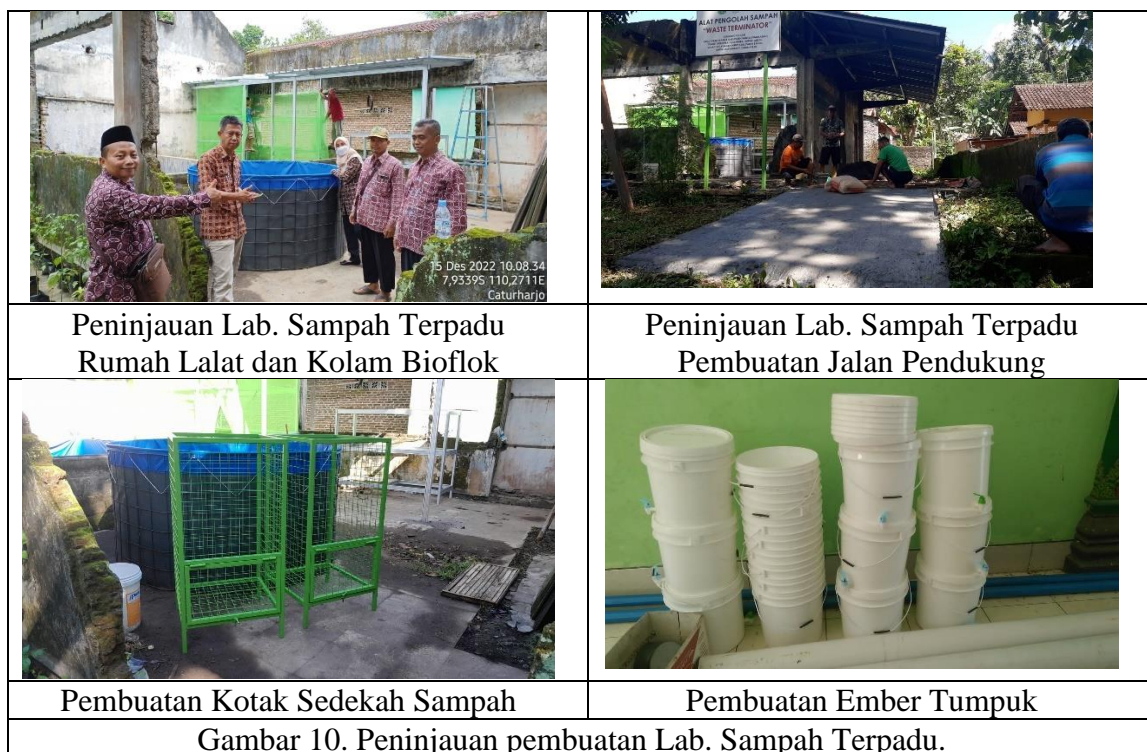 15 Des 2022 10.08.34
7,9339S 110,2711E
Caturharjo
ALAT PENGOLAH SAMPAH
"WASTE TERMINATOR"
Peninjauan Lab. Sampah Terpadu
Rumah Lalat dan Kolam Bioflok
Peninjauan Lab. Sampah Terpadu
Pembuatan Jalan Pendukung
Pembuatan Kotak Sedekah Sampah
Pembuatan Ember Tumpuk
Gambar 10. Peninjauan pembuatan Lab. Sampah Terpadu.